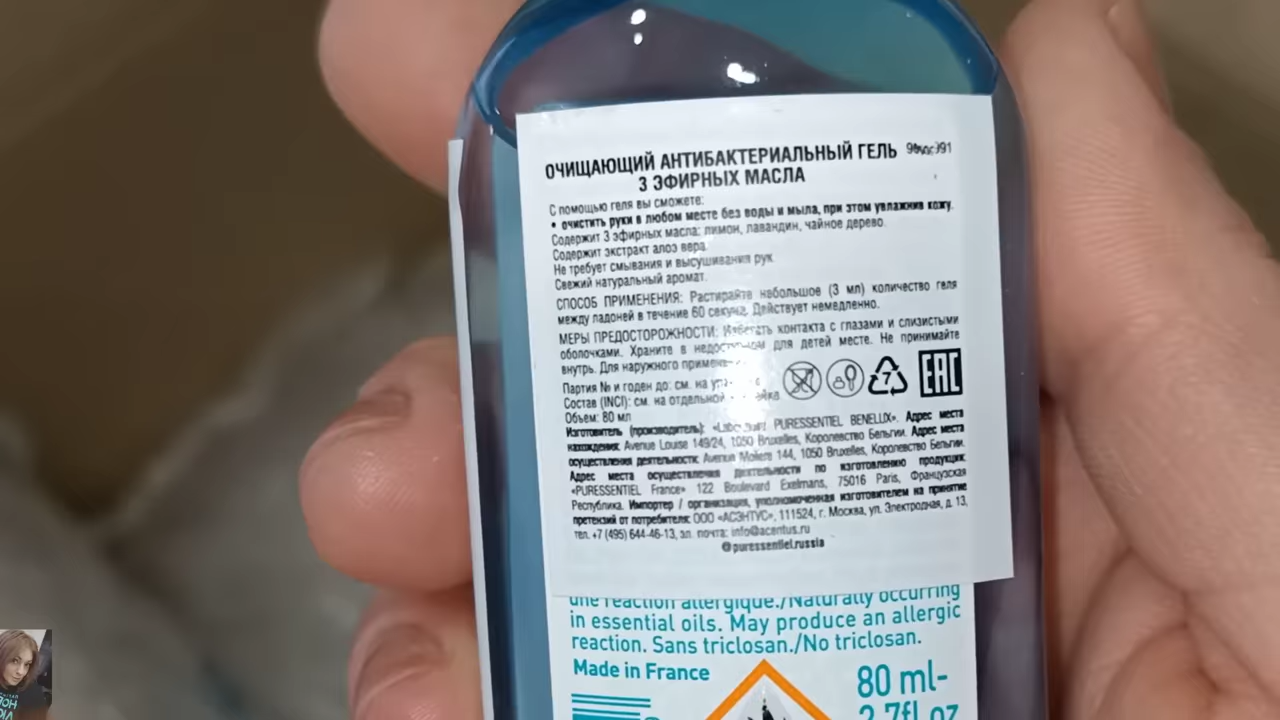 ОЧИЩАЮЩИЙ АНТИБАКТЕРИАЛЬНЫЙ ГЕЛЬ
3 ЭФИРНЫХ МАСЛА
С помощью геля вы сможете:
• очистить руки в любом месте без воды и мыла, при этом увлажнив кожу.
Содержит 3 эфирных масла: лимон, лавандин, чайное дерево.
Содержит экстракт алоэ вера.
Не требует смывания и высушивания рук
Свежий натуральный аромат.
СПОСОБ ПРИМЕНЕНИЯ: Растирайте небольшое (3 мл) количество геля
между ладоней в течение 60 секунд. Действует немедленно.
МЕРЫ ПРЕДОСТОРОЖНОСТИ: Избегать контакта с глазами и слизистыми
оболочками. Храните в недоступном для детей месте. Не принимайте
внутрь. Для наружного
Партия № и годен до: см. на
Состав (INCI): см. на отдельной
7
EAC
Объем: 80 мл
Изготовитель (производитель): PURESSENTIEL BENELUX». Адрес места
нахождения: Avenue Louise 149/24, 1050 Bruxelles, Королевство Бельгии. Адрес места
осуществления деятельности: Avenue Moliere 144, 1050 Bruxelles, Королевство Бельгии.
Адрес места осуществления деятельности по изготовлению продукции:
«PURESSENTIEL France» 122 Boulevard Exelmans, 75016 Paris, Французская
Республика. Импортер / организация, уполномоченная изготовителем на принятие
претензий от потребителя: ООО «АСЭНТУС», 111524, г. Москва, ул. Электродная, д. 13,
тел. +7 (495) 644-46-13, эл. почта: info@acentus.ru
@puressentiel.russia
une réaction allergique./Naturally occurring
in essential oils. May produce an allergic
reaction. Sans triclosan./No triclosan.
Made in France
80 ml-
2.7fl oz